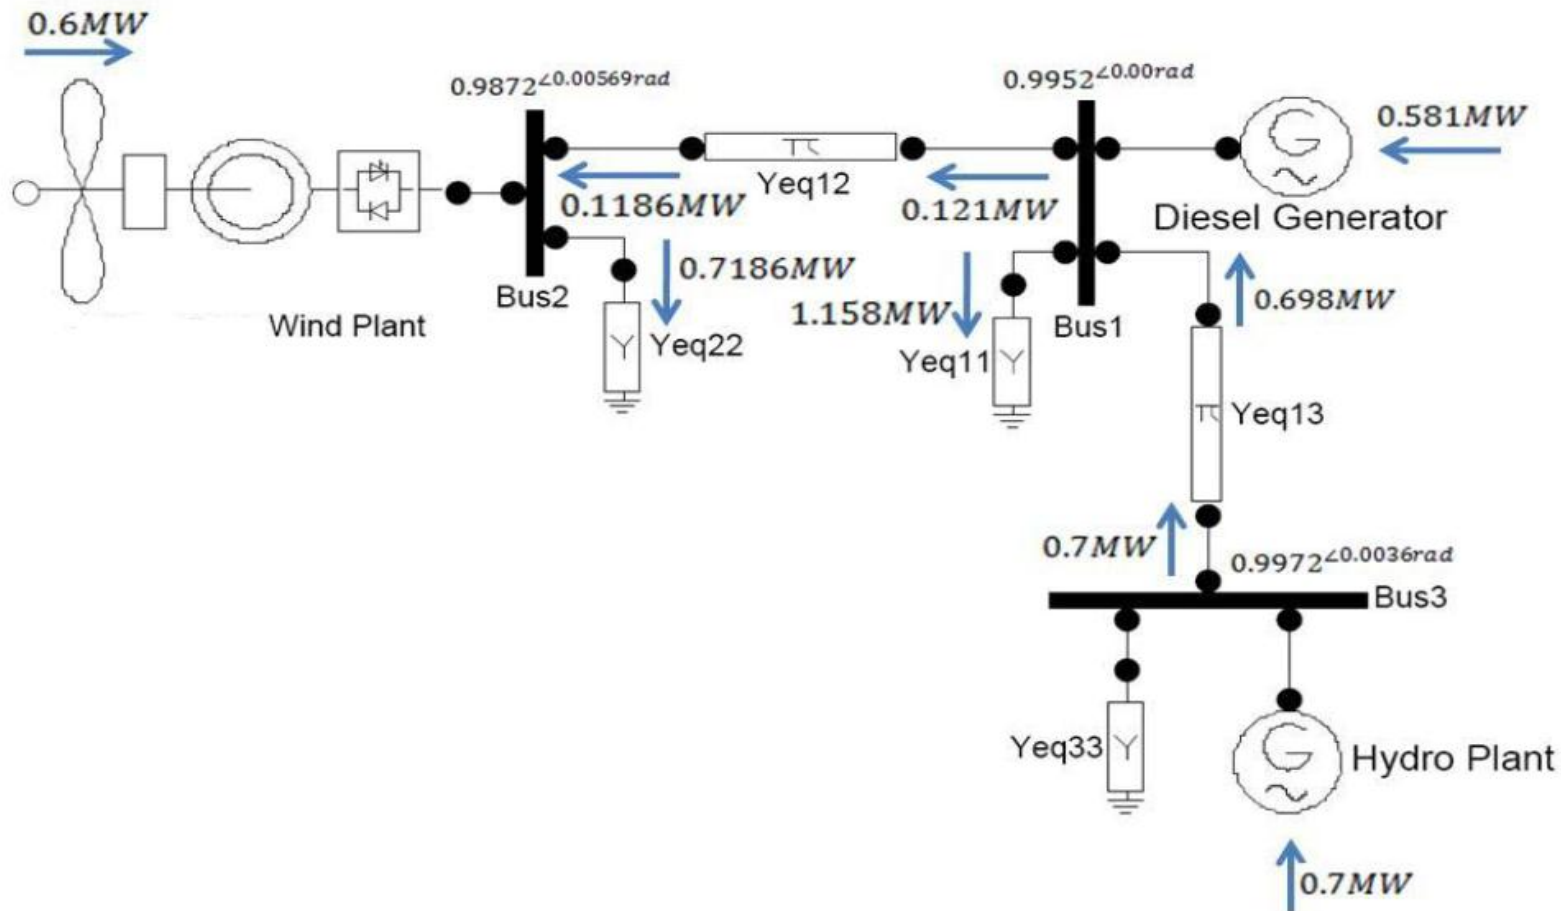 0.6MW
0.9872∠0.00569rad
0.9952∠0.00rad
0.581MW
π
Yeq12
G
0.1186MW
0.121MW
Diesel Generator
0.7186MW
1.158MW
0.698MW
Bus2
Bus1
Wind Plant
Y
Yeq22
Yeq11
Y
π
Yeq13
0.7MW
0.9972∠0.0036rad
Bus3
Yeq33
Y
G
Hydro Plant
0.7MW